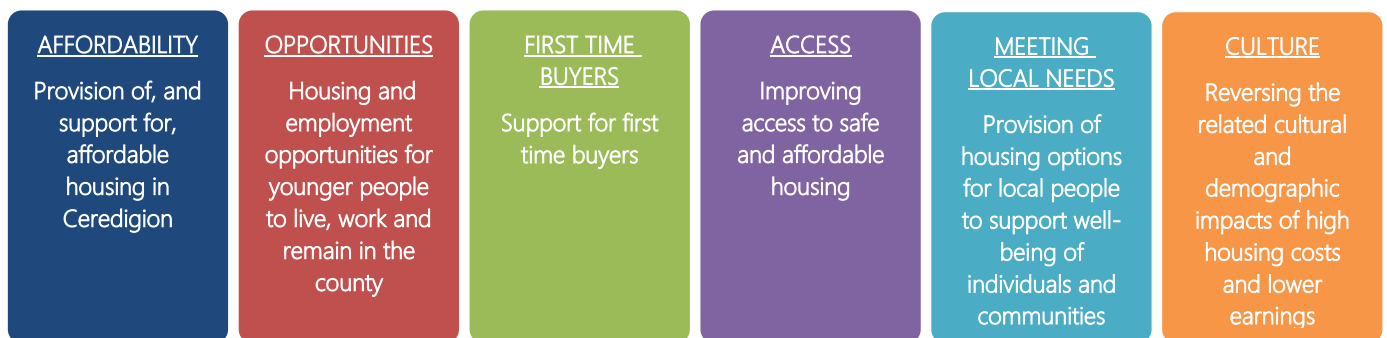 AFFORDABILITY
Provision of, and
support for,
affordable
housing in
Ceredigion
OPPORTUNITIES
Housing and
employment
opportunities for
younger people
to live, work and
remain in the
county
FIRST TIME
BUYERS
Support for first
time buyers
ACCESS
Improving
access to safe
and affordable
housing
MEETING
LOCAL NEEDS
Provision of
housing options
for local people
to support well-
being of
individuals and
communities
CULTURE
Reversing the
related cultural
and
demographic
impacts of high
housing costs
and lower
earnings